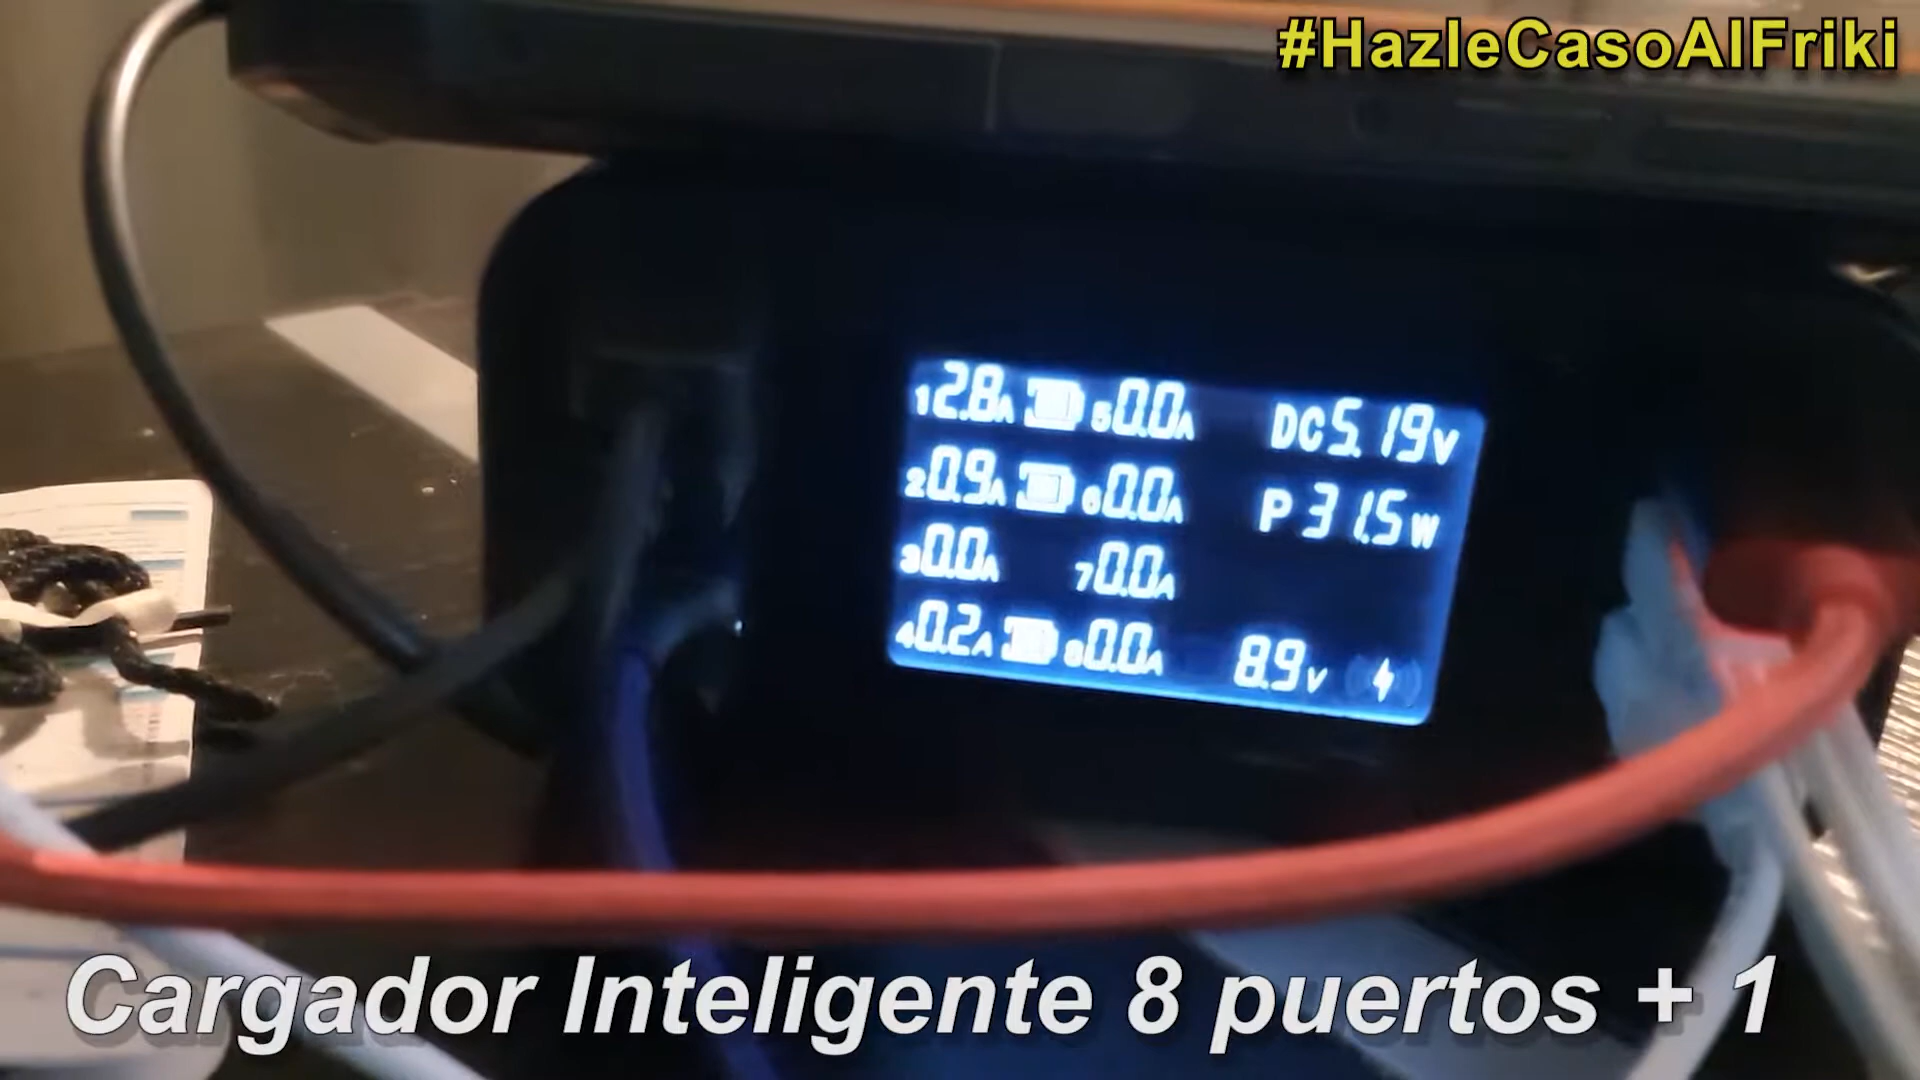 #HazleCasoAlFriki
1 2.8A 5 0.0A DC 5.19V
2 0.9A 6 0.0A P 31.5W
3 0.0A 7 0.0A
4 0.2A 8 0.0A 8.9V
Cargador Inteligente 8 puertos + 1